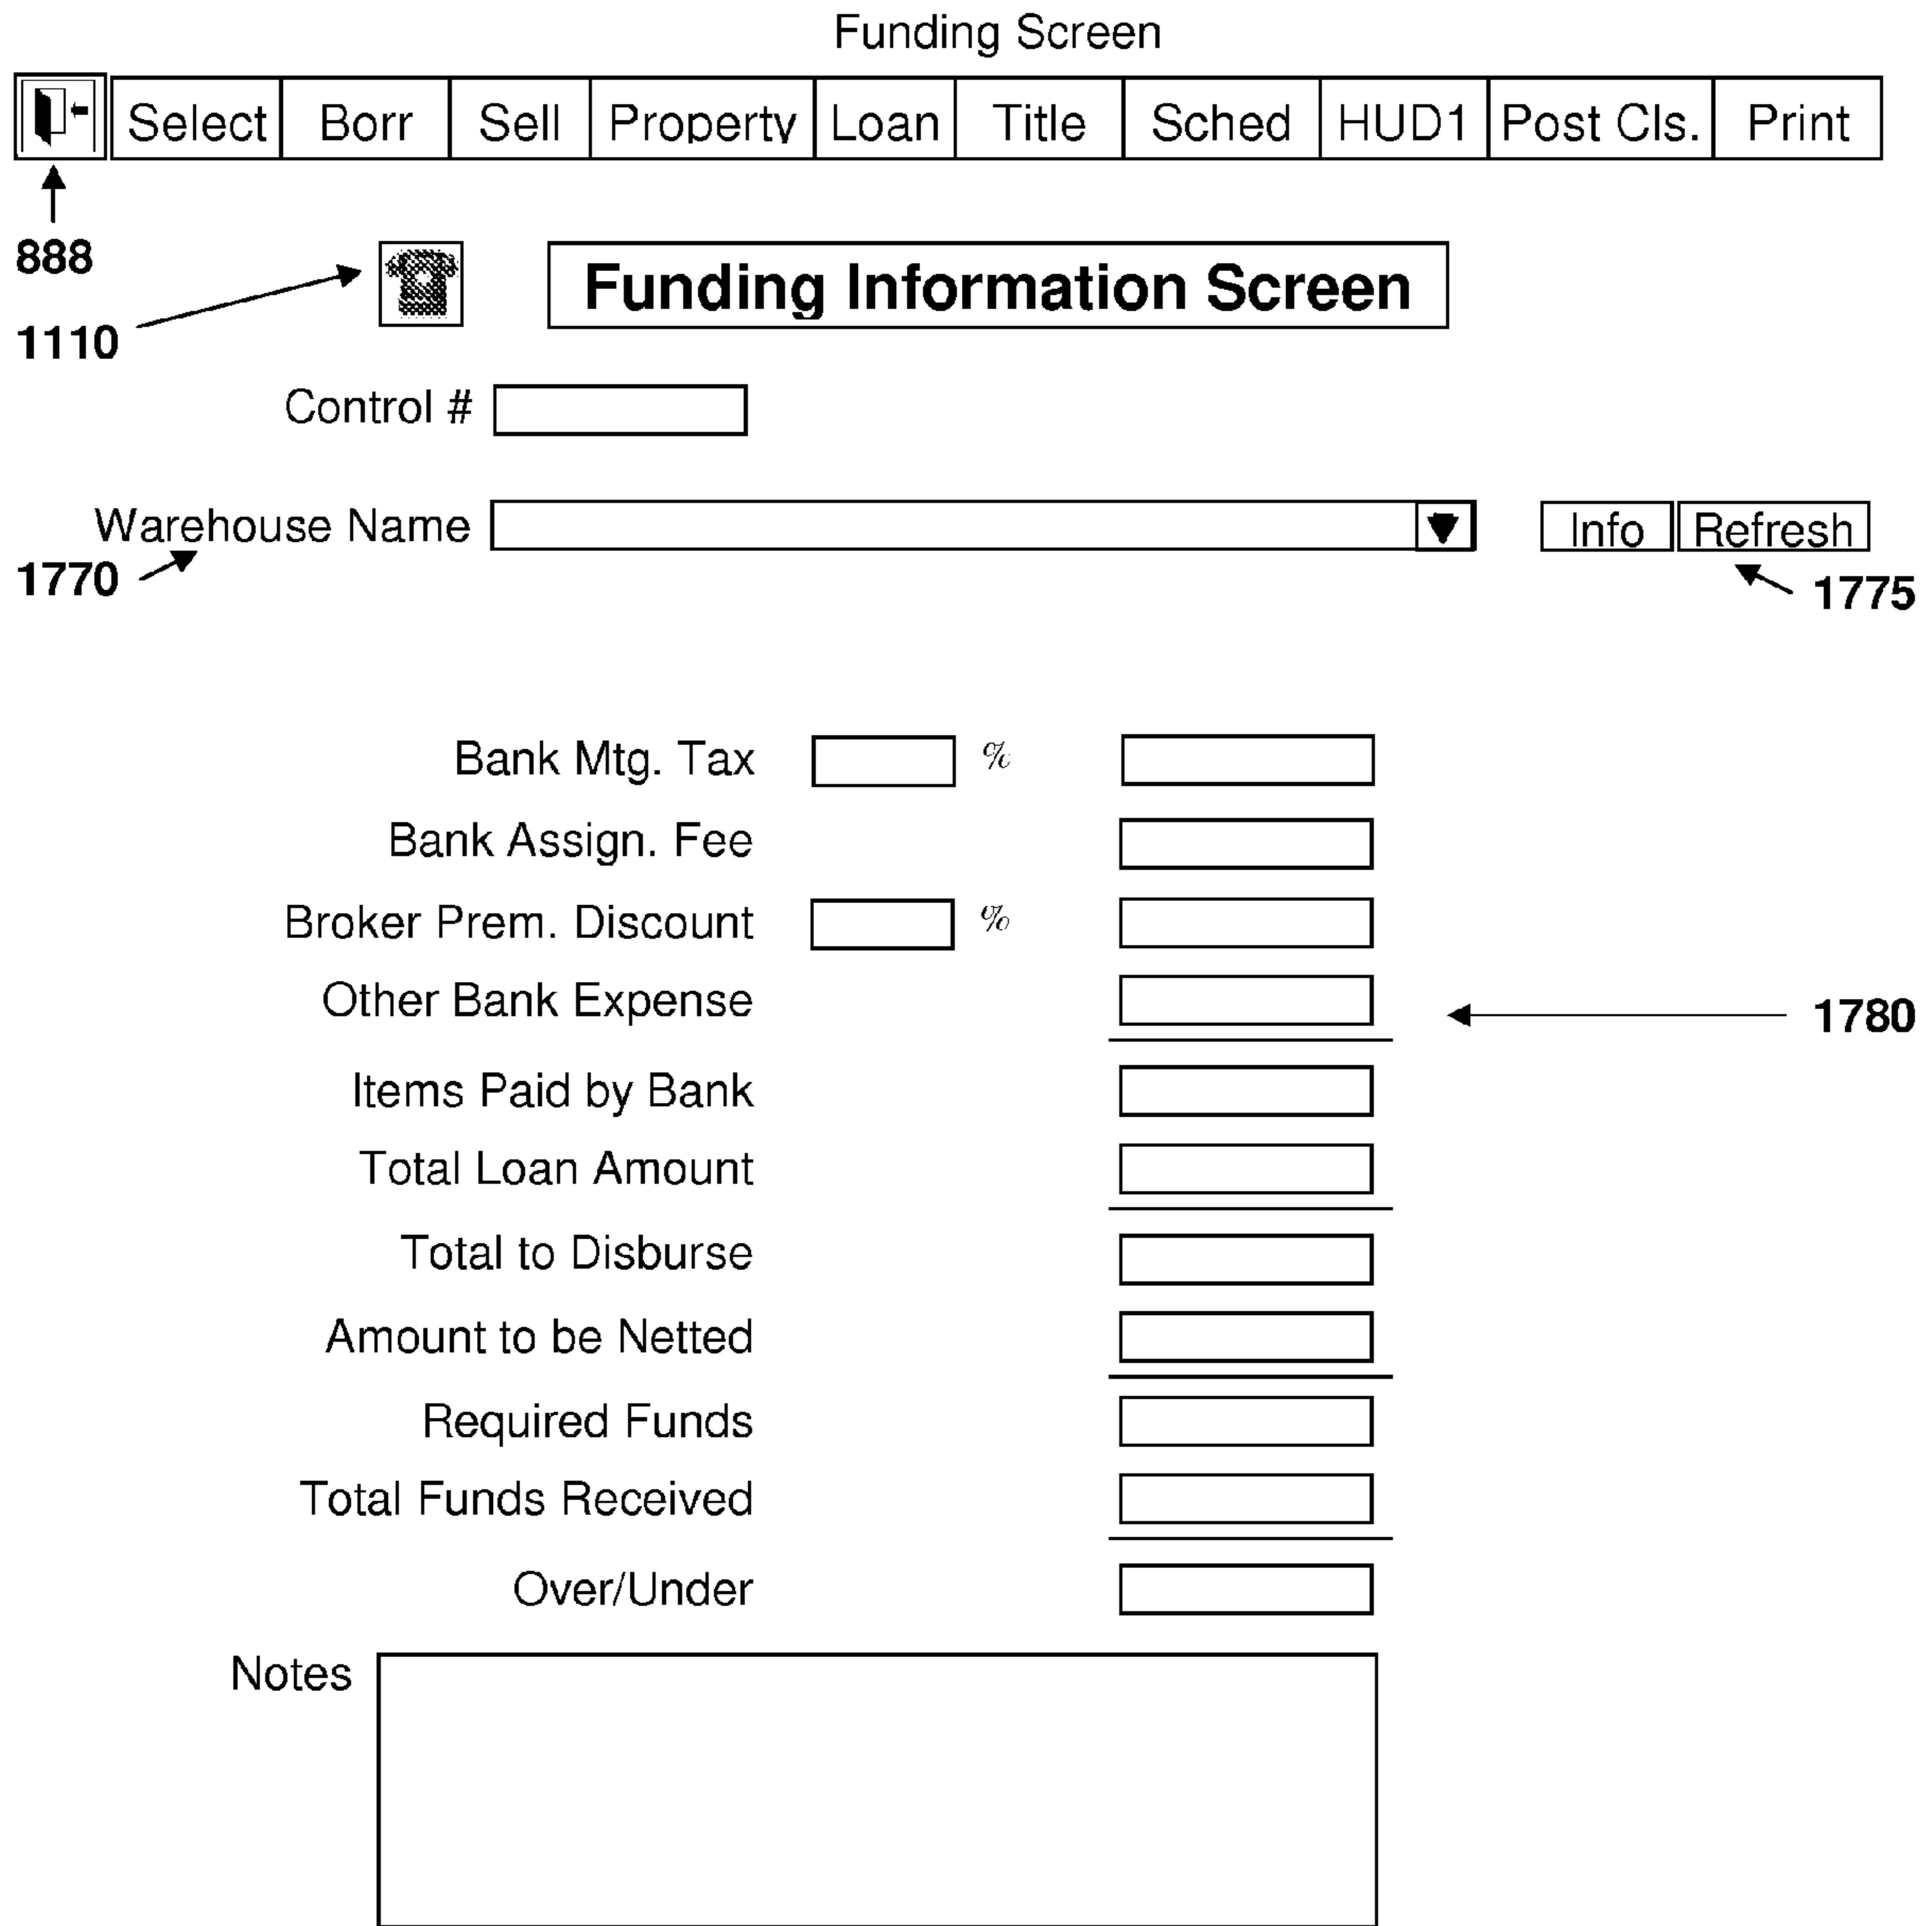 Funding Screen
Select Borr Sell Property Loan Title Sched HUD1 Post Cls. Print
888
Funding Information Screen
1110
Control #
Warehouse Name Info Refresh
1770 1775
Bank Mtg. Tax %
Bank Assign. Fee
Broker Prem. Discount %
Other Bank Expense 1780
Items Paid by Bank
Total Loan Amount
Total to Disburse
Amount to be Netted
Required Funds
Total Funds Received
Over/Under
Notes